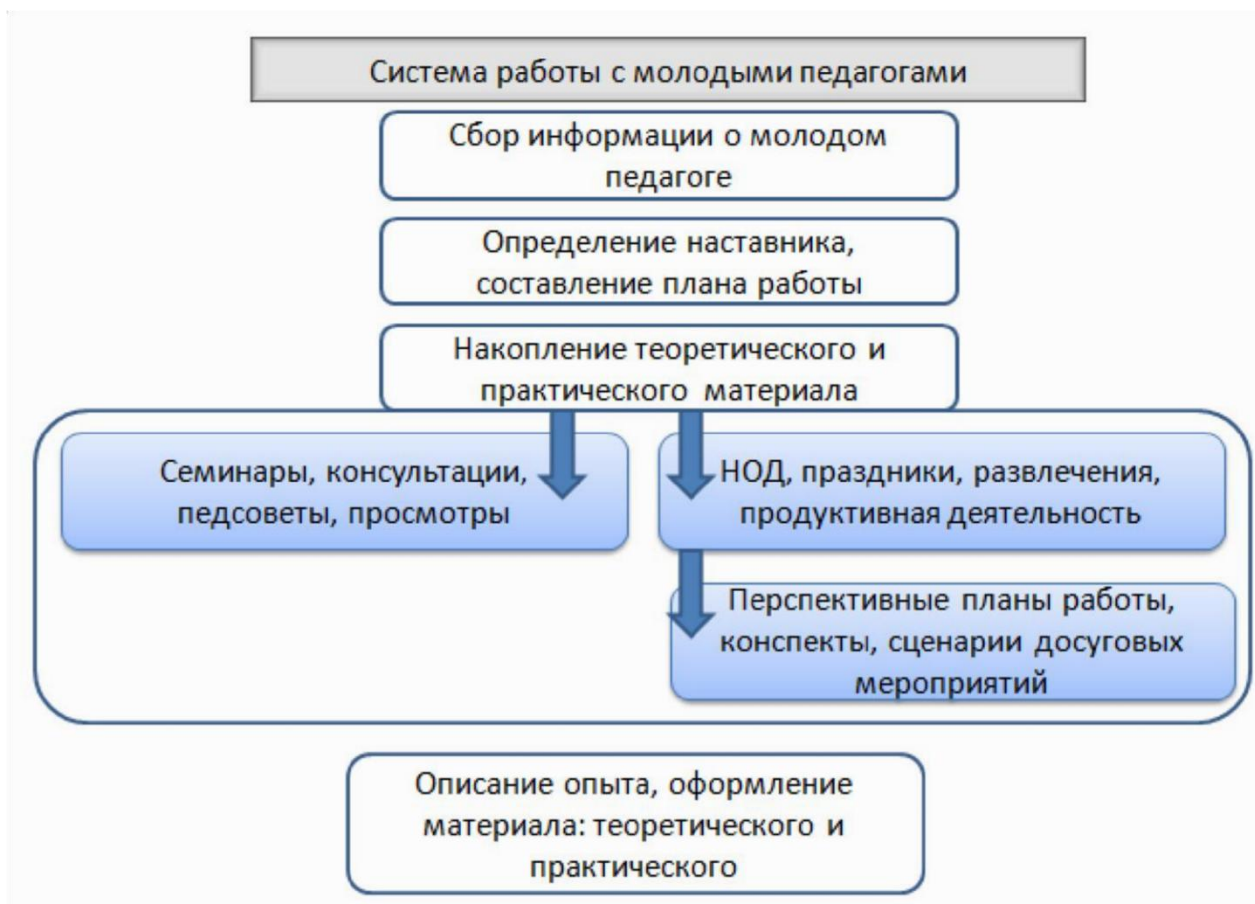 Система работы с молодыми педагогами
Сбор информации о молодом
педагоге
Определение наставника,
составление плана работы
Накопление теоретического и
практического материала
Семинары, консультации,
педсоветы, просмотры
НОД, праздники, развлечения,
продуктивная деятельность
Перспективные планы работы,
конспекты, сценарии досуговых
мероприятий
Описание опыта, оформление
материала: теоретического и
практического